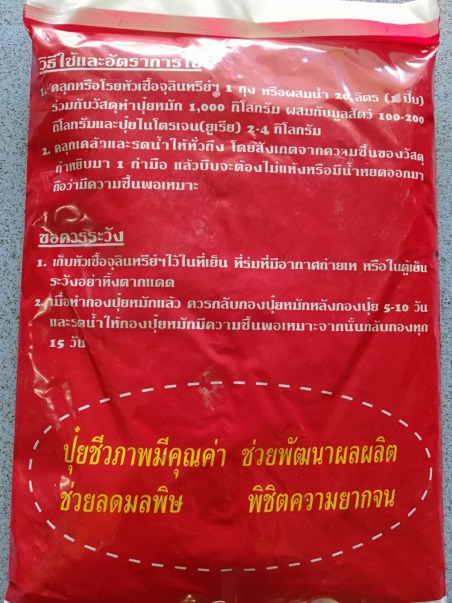 วิธีใช้และอัตราการใช้
1. คลุกหรือโรยหัวเชื้อจุลินทรีย์ฯ 1 ถุง หรือผสมน้ำ 20 ลิตร (1 ปี๊บ)
ร่วมกับวัสดุทำปุ๋ยหมัก 1,000 กิโลกรัม ผสมกับมูลสัตว์ 100-200
กิโลกรัมและปุ๋ยไนโตรเจน(ยูเรีย) 2-4 กิโลกรัม
2. คลุกเคล้าและรดน้ำให้ทั่วถึง โดยสังเกตจากความชื้นของวัสดุ
ถ้าหยิบมา 1 กำมือ แล้วบีบจะต้องไม่แห้งหรือมีน้ำหยดออกมา
ถือว่ามีความชื้นพอเหมาะ
ข้อควรระวัง
1. เก็บหัวเชื้อจุลินทรีย์ฯไว้ในที่เย็น ที่ร่มที่มีอากาศถ่ายเท หรือในตู้เย็น
ระวังอย่าทิ้งตากแดด
2. เมื่อทำกองปุ๋ยหมักแล้ว ควรกลับกองปุ๋ยหมักหลังกองปุ๋ย 5-10 วัน
และรดน้ำให้กองปุ๋ยหมักมีความชื้นพอเหมาะจากนั้นกลับกองทุก
15 วัน
ปุ๋ยชีวภาพมีคุณค่า ช่วยพัฒนาผลผลิต
ช่วยลดมลพิษ พิชิตความยากจน